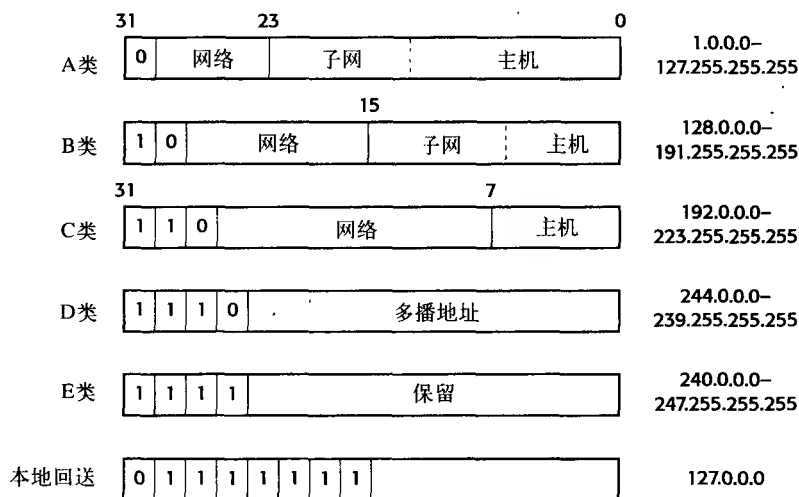 31 23 0
A类 0 网络 子网 主机 1.0.0.0–
127.255.255.255
15
B类 1 0 网络 子网 主机 128.0.0.0–
191.255.255.255
31 7
C类 1 1 0 网络 主机 192.0.0.0–
223.255.255.255
D类 1 1 1 0 多播地址 244.0.0.0–
239.255.255.255
E类 1 1 1 1 保留 240.0.0.0–
247.255.255.255
本地回送 0 1 1 1 1 1 1 1 127.0.0.0